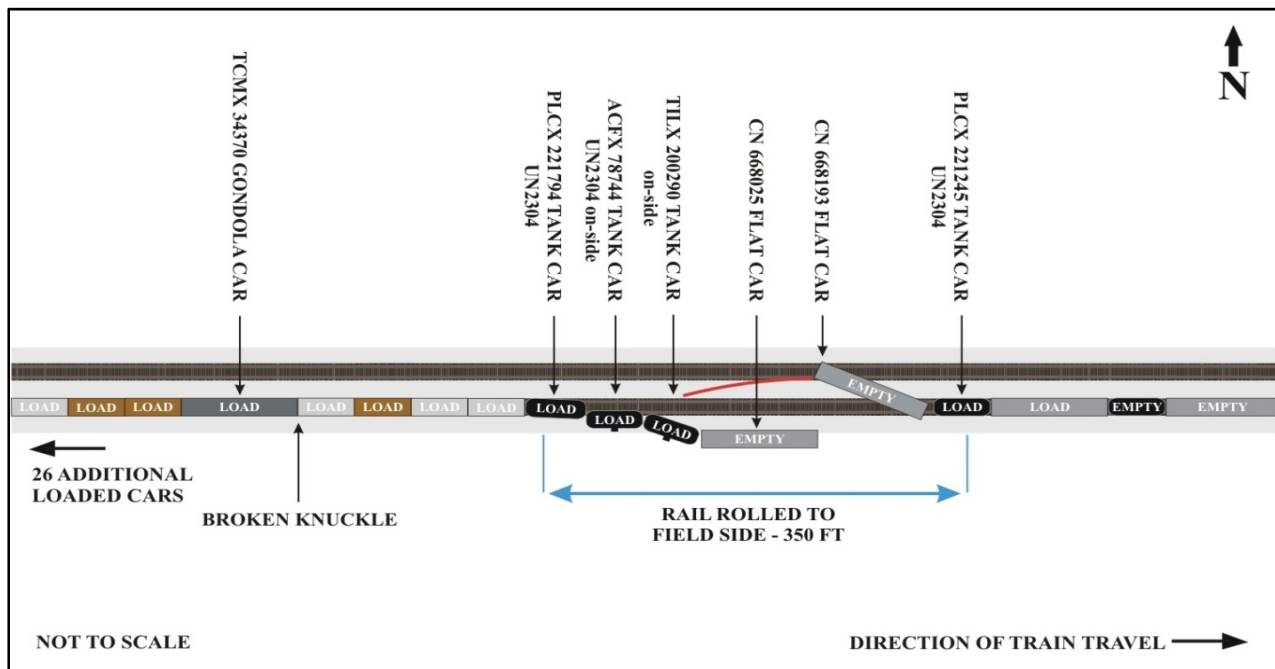 TCMX 34370 GONDOLA CAR
PLCX 221794 TANK CAR
UN2304
ACFX 78744 TANK CAR
UN2304 on-side
TILX 200290 TANK CAR
on-side
CN 668025 FLAT CAR
CN 668193 FLAT CAR
PLCX 221245 TANK CAR
UN2304
N
EMPTY
LOAD
LOAD
LOAD
LOAD
LOAD
LOAD
LOAD
LOAD
LOAD
LOAD
LOAD
EMPTY
LOAD
LOAD
EMPTY
EMPTY
26 ADDITIONAL
LOADED CARS
BROKEN KNUCKLE
RAIL ROLLED TO
FIELD SIDE - 350 FT
NOT TO SCALE
DIRECTION OF TRAIN TRAVEL